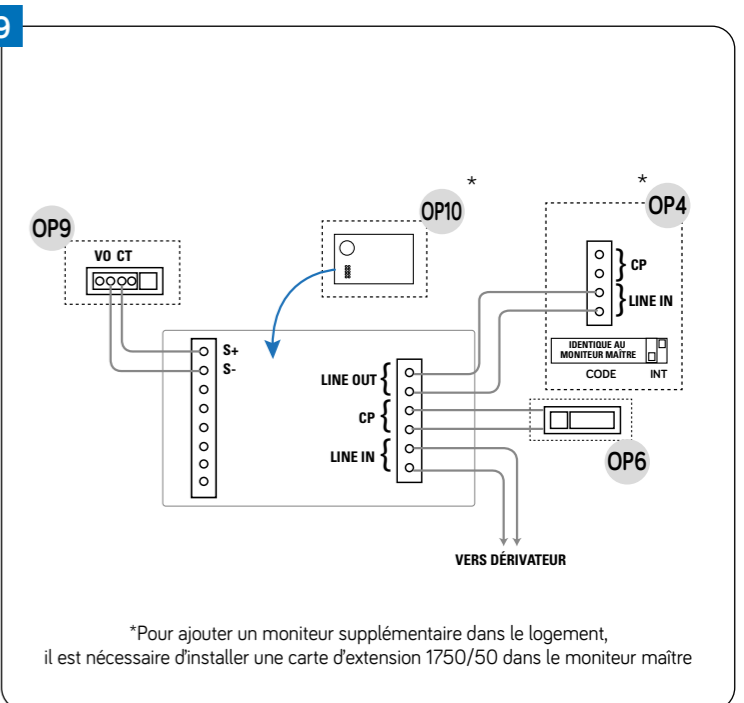 9
*
OP10
*
OP4
OP9
VO CT
CP
LINE IN
IDENTIQUE AU
MONITEUR MAÎTRE
CODE INT
S+
S-
LINE OUT
CP
LINE IN
OP6
VERS DÉRIVATEUR
*Pour ajouter un moniteur supplémentaire dans le logement,
il est nécessaire d'installer une carte d'extension 1750/50 dans le moniteur maître